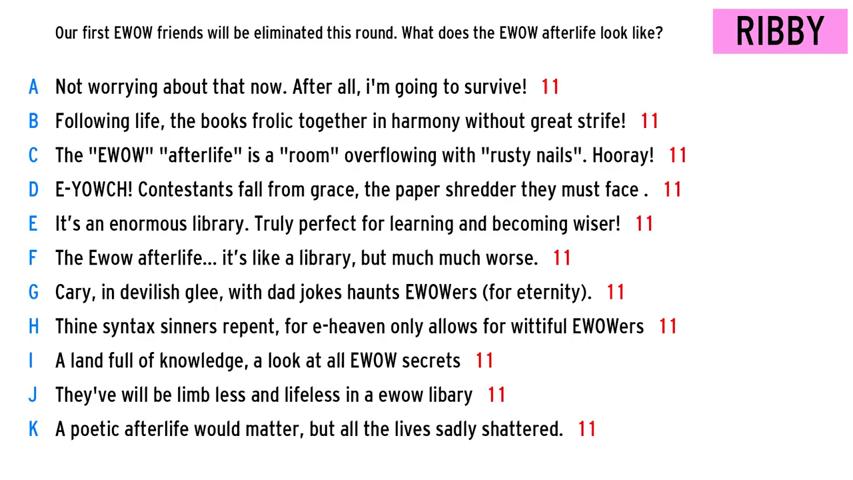 Our first EWOW friends will be eliminated this round. What does the EWOW afterlife look like?
RIBBY
A Not worrying about that now. After all, i'm going to survive! 11
B Following life, the books frolic together in harmony without great strife! 11
C The "EWOW" "afterlife" is a "room" overflowing with "rusty nails". Hooray! 11
D E-YOWCH! Contestants fall from grace, the paper shredder they must face . 11
E It’s an enormous library. Truly perfect for learning and becoming wiser! 11
F The Ewow afterlife... it’s like a library, but much much worse. 11
G Cary, in devilish glee, with dad jokes haunts EWOWers (for eternity). 11
H Thine syntax sinners repent, for e-heaven only allows for wittiful EWOWers 11
I A land full of knowledge, a look at all EWOW secrets 11
J They've will be limb less and lifeless in a ewow libary 11
K A poetic afterlife would matter, but all the lives sadly shattered. 11